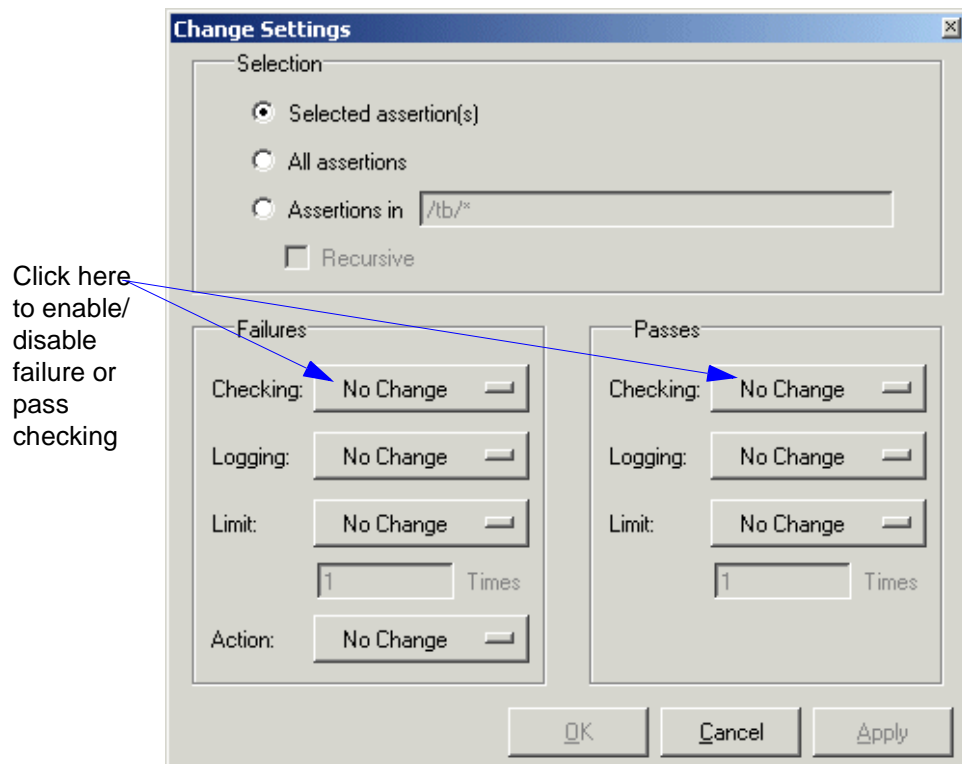 Change Settings
Selection
Selected assertion(s)
All assertions
Assertions in /tb/*
Recursive
Click here
to enable/
disable
failure or
pass
checking
Failures
Checking: No Change
Logging: No Change
Limit: No Change
1 Times
Action: No Change
Passes
Checking: No Change
Logging: No Change
Limit: No Change
1 Times
OK Cancel Apply